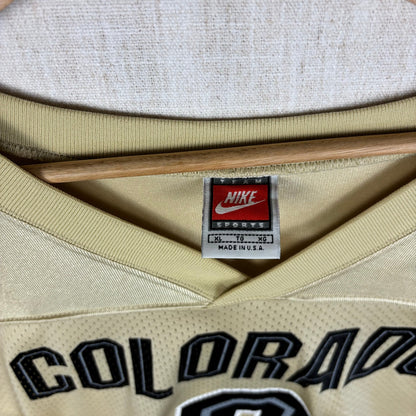 TEAM
NIKE
SPORTS
XL TG XG
MADE IN U.S.A.
COLORADO